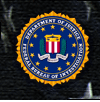 DEPARTMENT OF JUSTICE
FEDERAL BUREAU OF INVESTIGATION